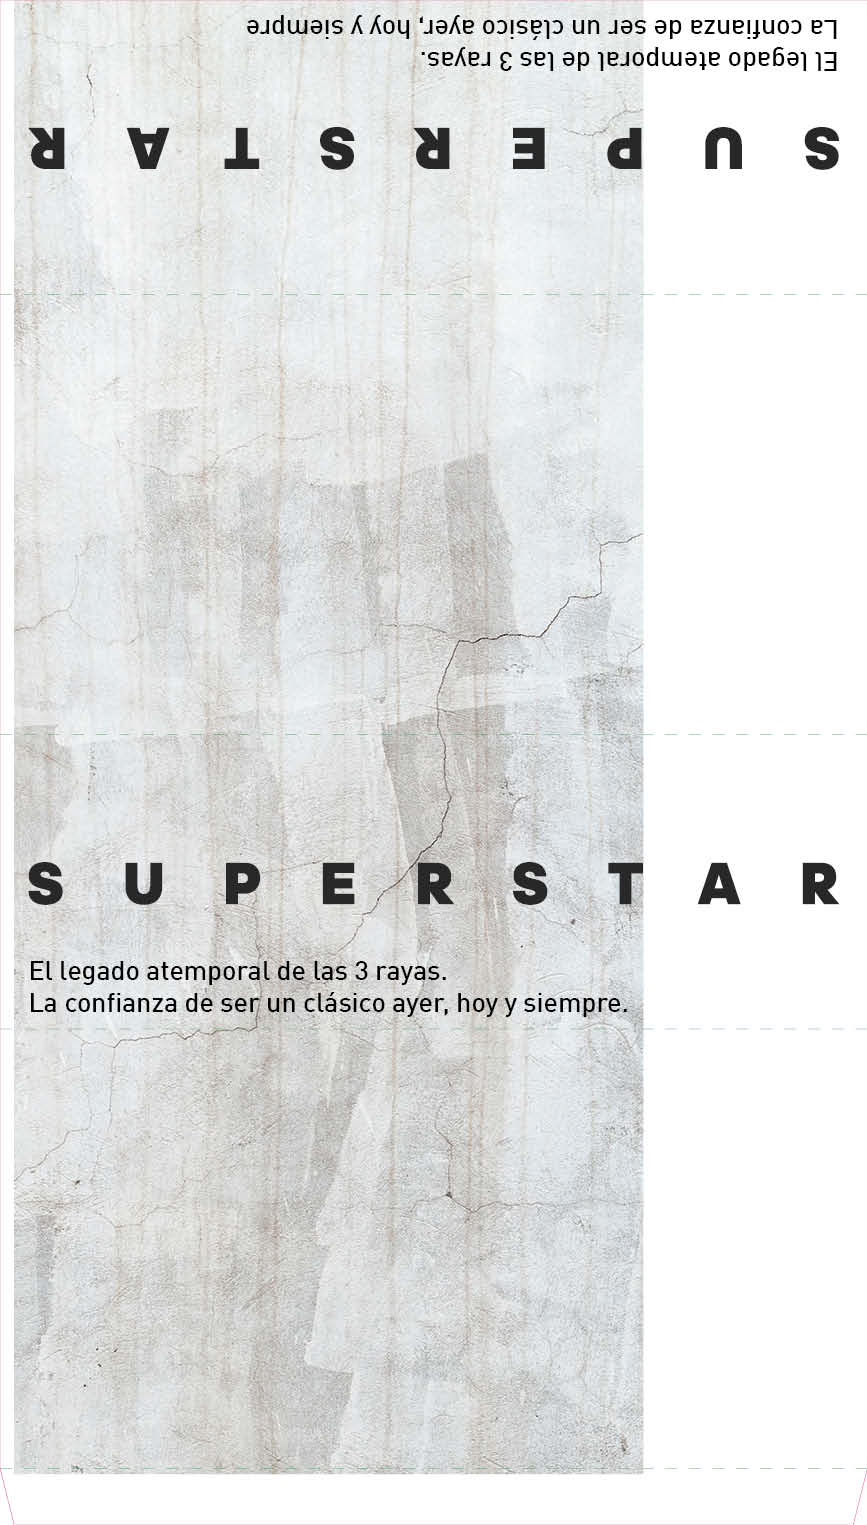 La confianza de ser un clásico ayer, hoy y siempre
El legado atemporal de las 3 rayas.
SUPERSTAR
SUPERSTAR
El legado atemporal de las 3 rayas.
La confianza de ser un clásico ayer, hoy y siempre.